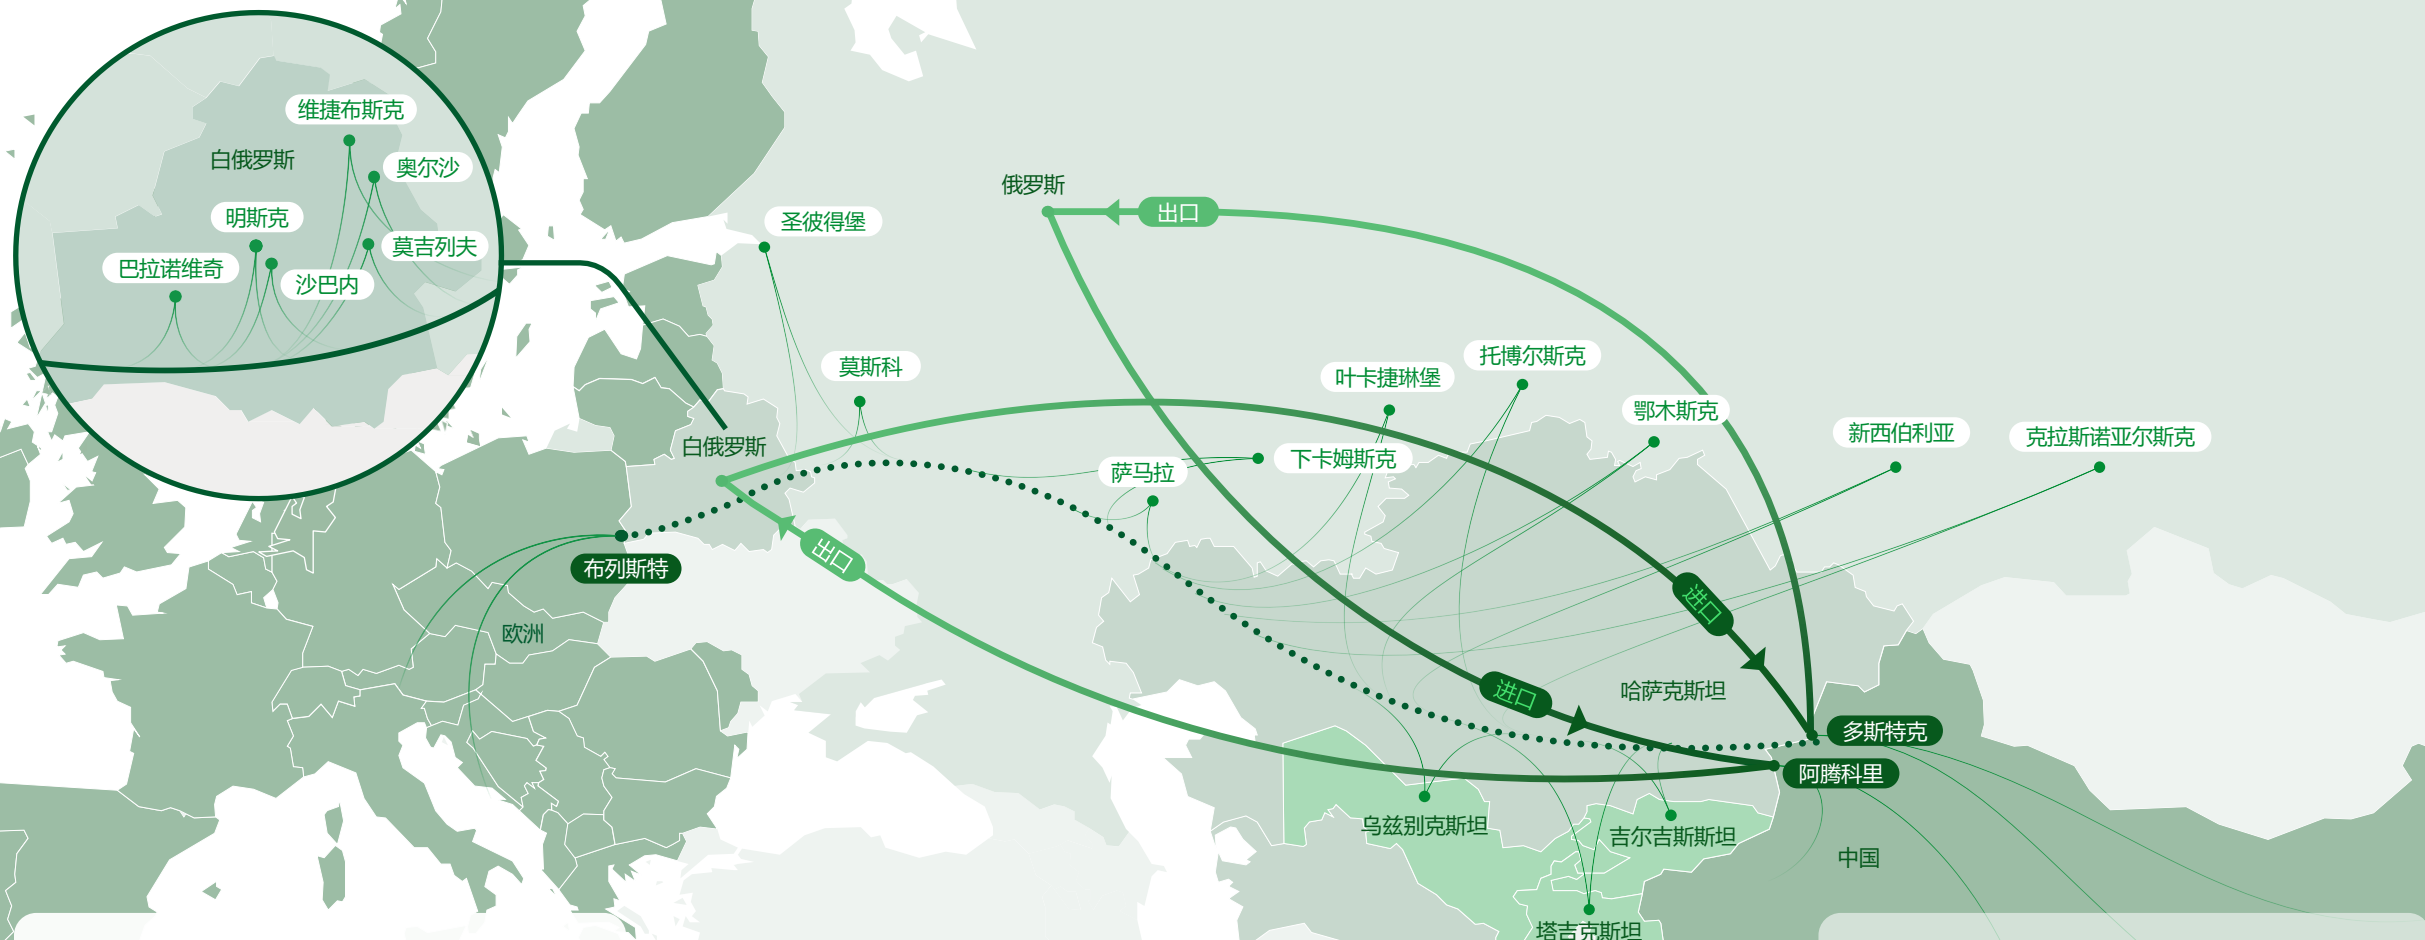 维捷布斯克
白俄罗斯
奥尔沙
明斯克
莫吉列夫
巴拉诺维奇
沙巴内
俄罗斯
出口
圣彼得堡
莫斯科
托博尔斯克
叶卡捷琳堡
鄂木斯克
新西伯利亚
克拉斯诺亚尔斯克
白俄罗斯
下卡姆斯克
萨马拉
出口
布列斯特
进口
欧洲
进口
哈萨克斯坦
多斯特克
阿腾科里
乌兹别克斯坦
吉尔吉斯斯坦
中国
塔吉克斯坦